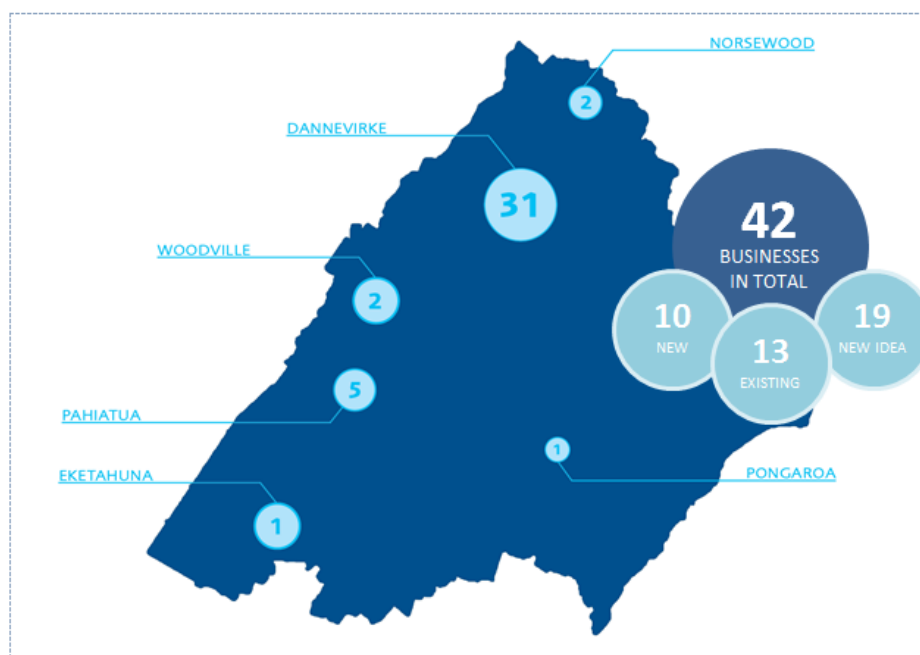 NORSEWOOD
2
DANNEVIRKE
31
WOODVILLE
2
42
BUSINESSES
IN TOTAL
10
NEW
13
EXISTING
19
NEW IDEA
5
PAHIATUA
1
PONGAROA
EKETAHUNA
1